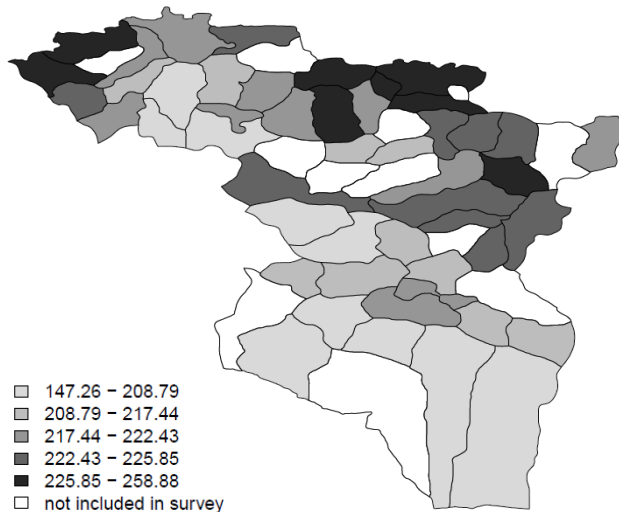 147.26 − 208.79
208.79 − 217.44
217.44 − 222.43
222.43 − 225.85
225.85 − 258.88
not included in survey